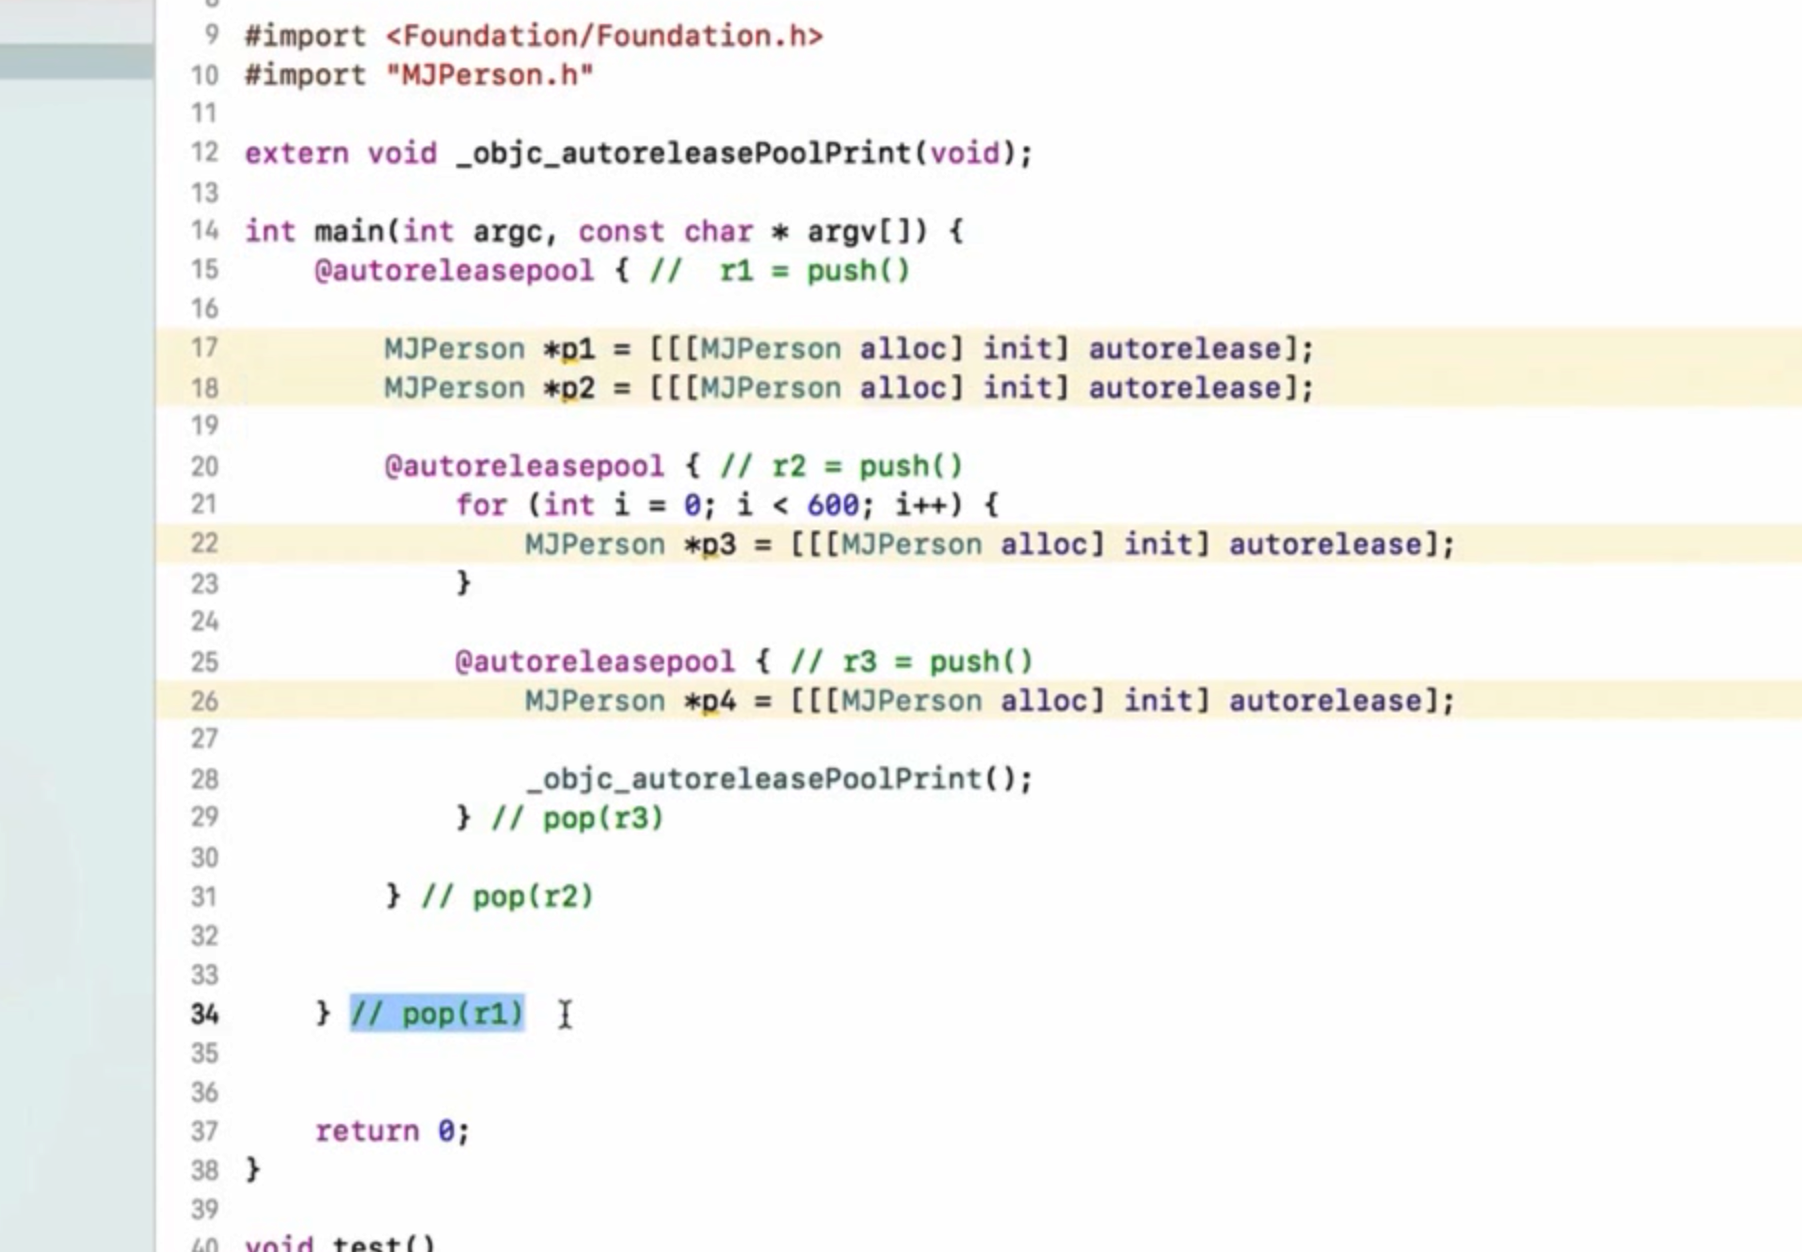 9 #import <Foundation/Foundation.h>
10 #import "MJPerson.h"
11
12 extern void _objc_autoreleasePoolPrint(void);
13
14 int main(int argc, const char * argv[]) {
15     @autoreleasepool { //  r1 = push()
16
17         MJPerson *p1 = [[[MJPerson alloc] init] autorelease];
18         MJPerson *p2 = [[[MJPerson alloc] init] autorelease];
19
20         @autoreleasepool { // r2 = push()
21             for (int i = 0; i < 600; i++) {
22                 MJPerson *p3 = [[[MJPerson alloc] init] autorelease];
23             }
24
25             @autoreleasepool { // r3 = push()
26                 MJPerson *p4 = [[[MJPerson alloc] init] autorelease];
27
28                 _objc_autoreleasePoolPrint();
29             } // pop(r3)
30
31         } // pop(r2)
32
33
34     } // pop(r1)
35
36
37     return 0;
38 }
39
40 void test()